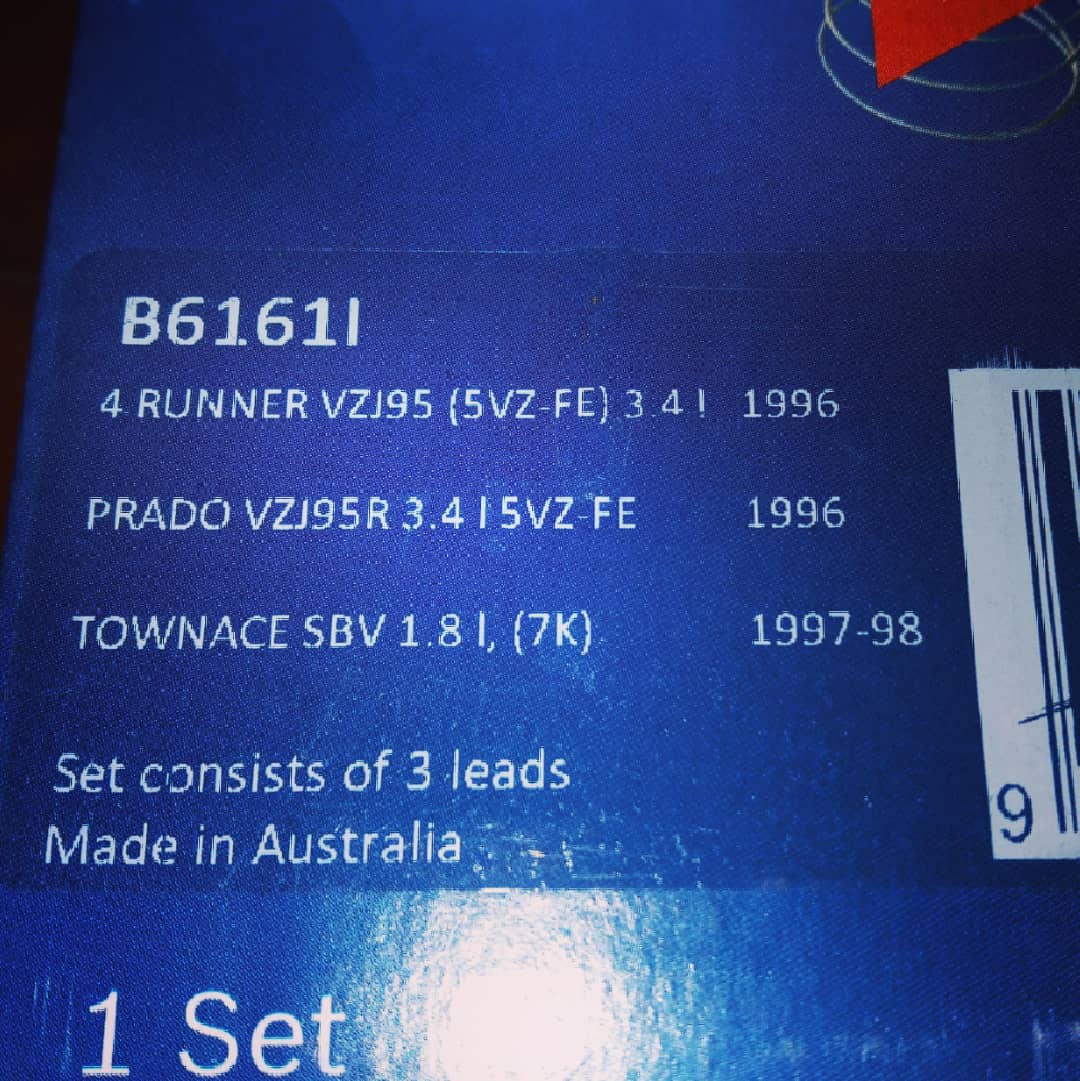 B6161I
4 RUNNER VZJ95 (5VZ-FE) 3.4 l 1996
PRADO VZJ95R 3.4 l 5VZ-FE 1996
TOWNACE SBV 1.8 l, (7K) 1997-98
Set consists of 3 leads
Made in Australia
9
1 Set